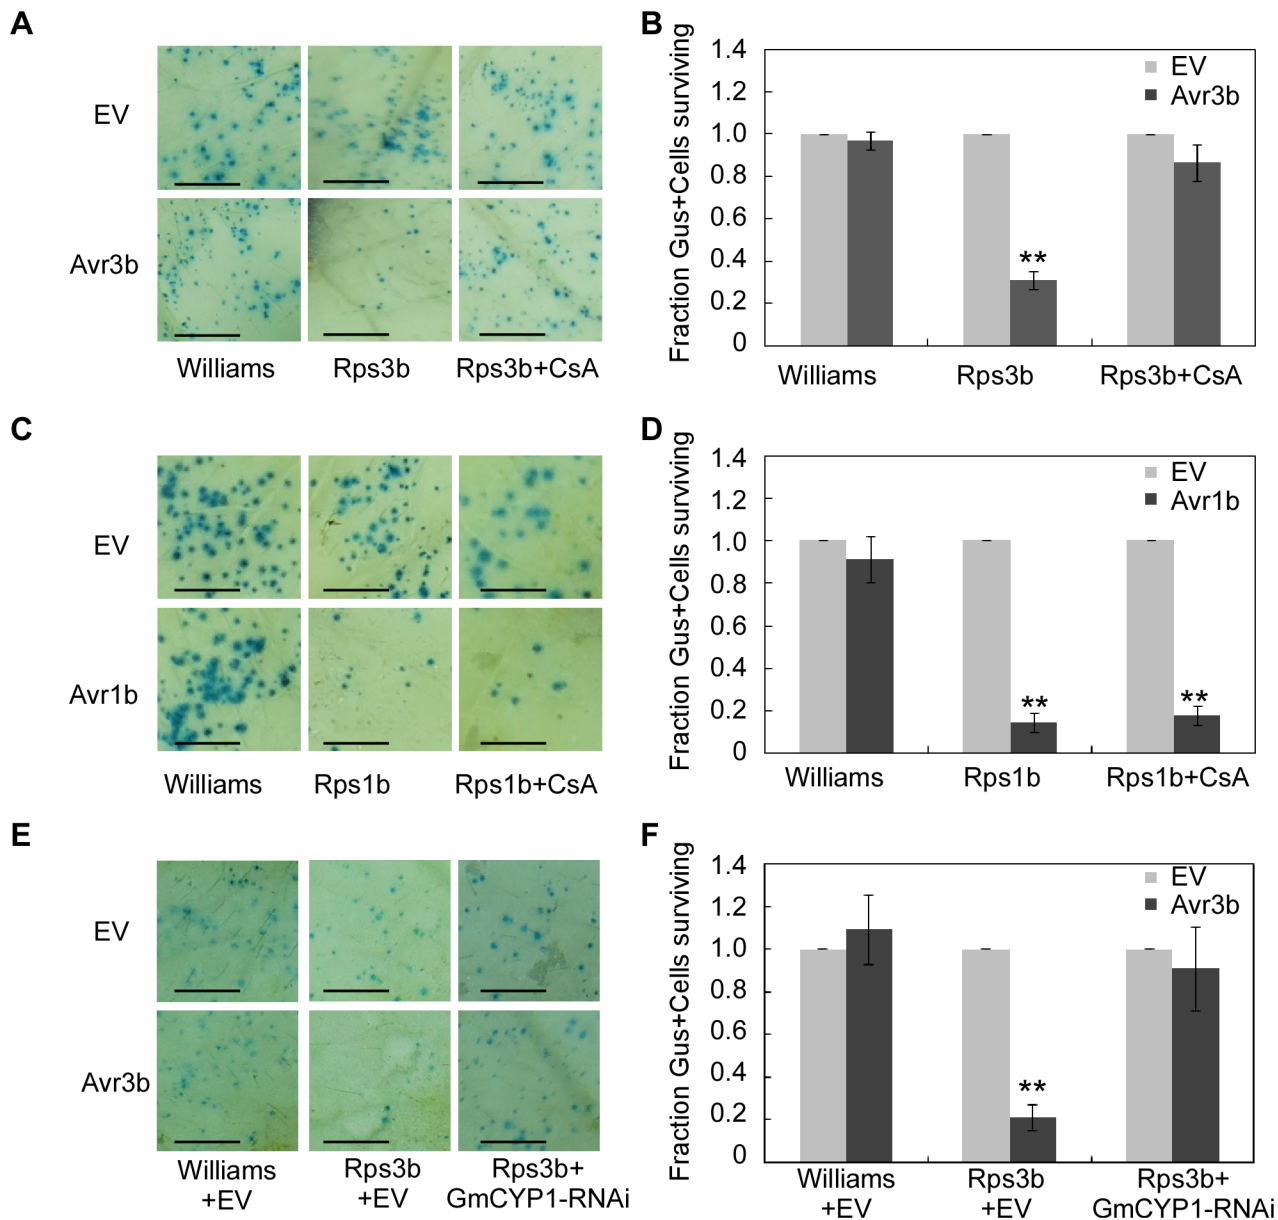 A
EV
Avr3b
Williams Rps3b Rps3b+CsA
B
Fraction Gus+Cells surviving
1.4
1.2
1.0
0.8
0.6
0.4
0.2
0
EV
Avr3b
**
Williams Rps3b Rps3b+CsA
C
EV
Avr1b
Williams Rps1b Rps1b+CsA
D
Fraction Gus+Cells surviving
1.4
1.2
1.0
0.8
0.6
0.4
0.2
0
EV
Avr1b
**
**
Williams Rps1b Rps1b+CsA
E
EV
Avr3b
Williams
+EV
Rps3b
+EV
Rps3b+
GmCYP1-RNAi
F
Fraction Gus+Cells surviving
1.4
1.2
1.0
0.8
0.6
0.4
0.2
0
EV
Avr3b
**
Williams
+EV
Rps3b
+EV
Rps3b+
GmCYP1-RNAi